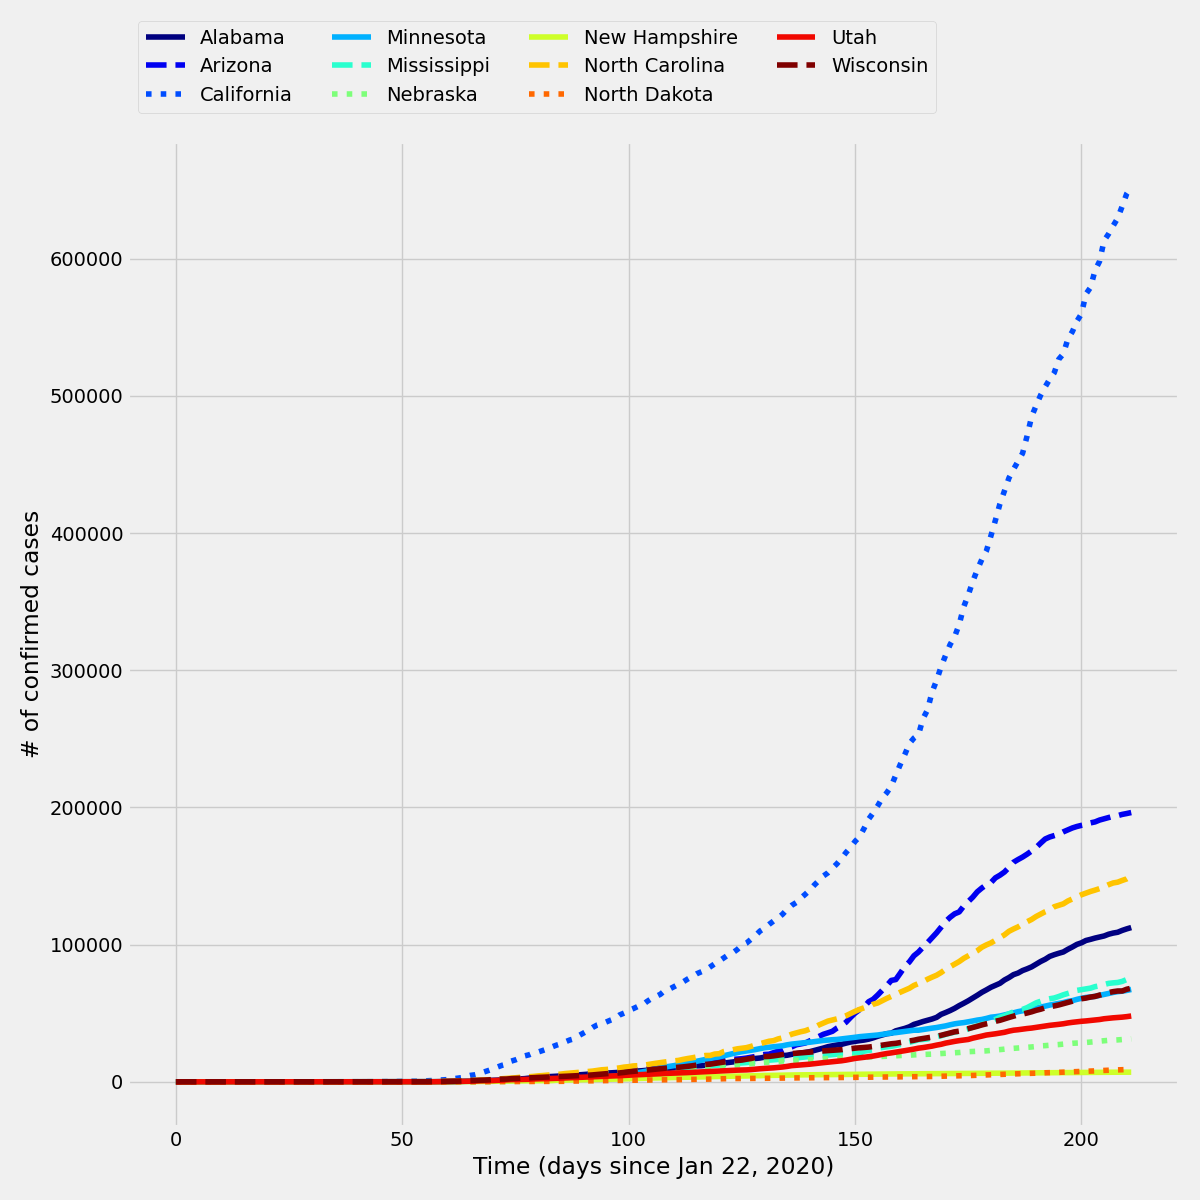 Alabama Minnesota New Hampshire Utah
Arizona Mississippi North Carolina Wisconsin
California Nebraska North Dakota
600000
500000
400000
300000
200000
100000
0
# of confirmed cases
0 50 100 150 200
Time (days since Jan 22, 2020)